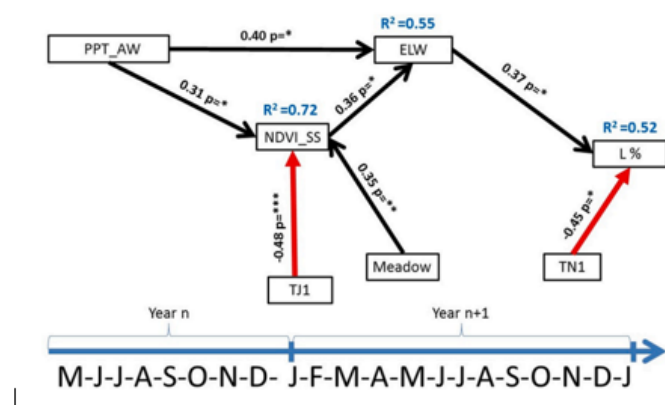 R²=0.55
PPT_AW
0.40 p=*
ELW
0.31 p=*
R²=0.72
0.36 p=*
0.37 p=*
NDVI_SS
R²=0.52
L %
-0.48 p=***
0.35 p=**
-0.45 p=*
TJ1
Meadow
TN1
Year n
Year n+1
M-J-J-A-S-O-N-D- J-F-M-A-M-J-J-A-S-O-N-D-J